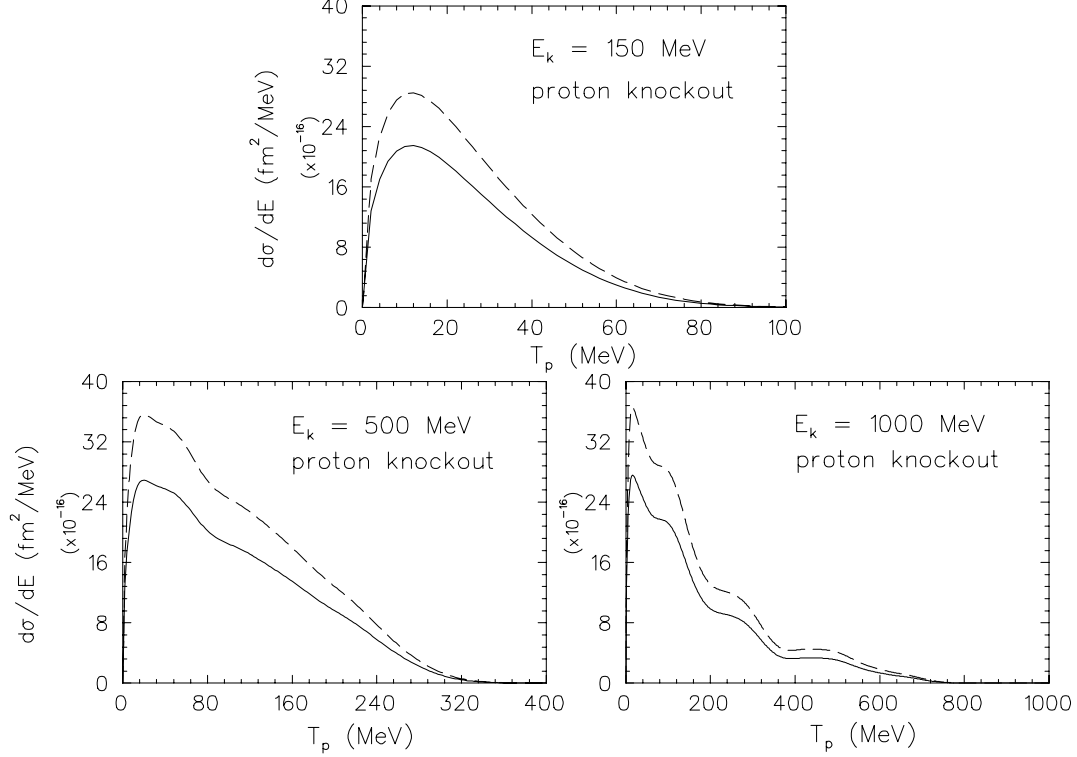 40
32
24
16
8
0
dσ/dE (fm²/MeV)
(x10⁻¹⁶)
E_k = 150 MeV
proton knockout
0 20 40 60 80 100
T_p (MeV)
40
32
24
16
8
0
dσ/dE (fm²/MeV)
(x10⁻¹⁶)
E_k = 500 MeV
proton knockout
0 80 160 240 320 400
T_p (MeV)
40
32
24
16
8
0
(x10⁻¹⁶)
E_k = 1000 MeV
proton knockout
0 200 400 600 800 1000
T_p (MeV)